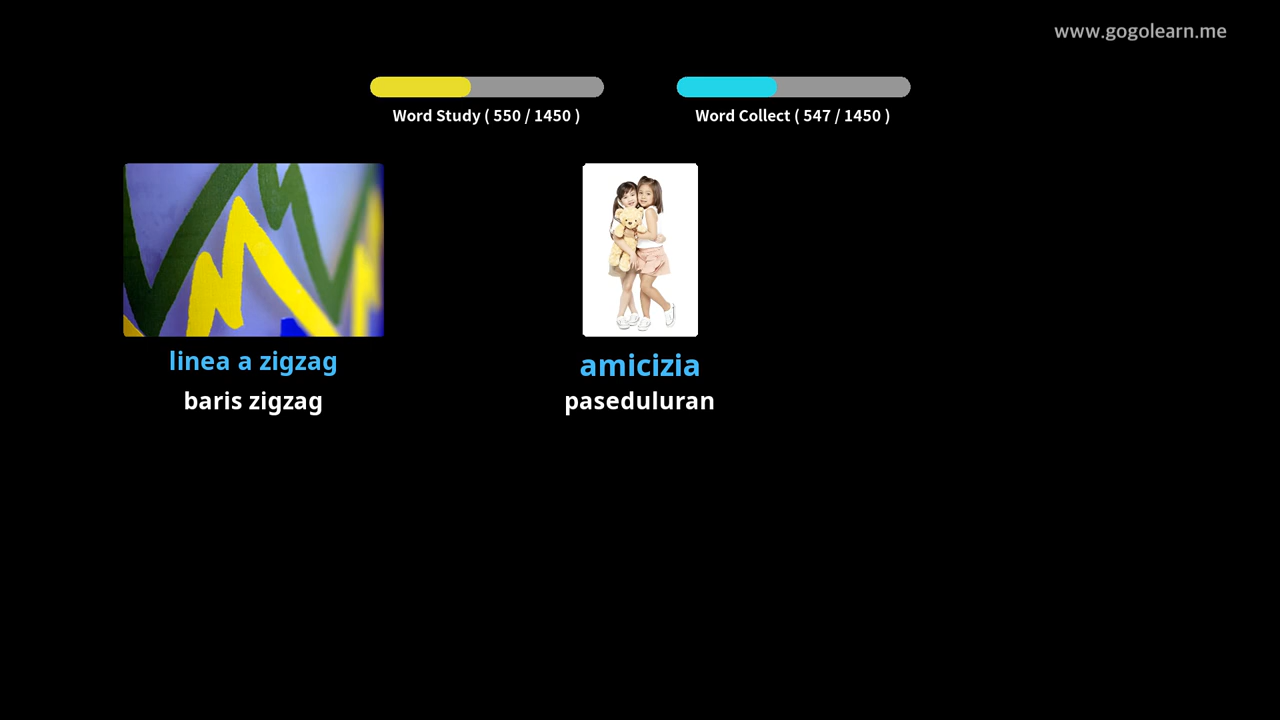 www.gogolearn.me
Word Study ( 550 / 1450 )
Word Collect ( 547 / 1450 )
linea a zigzag
baris zigzag
amicizia
paseduluran